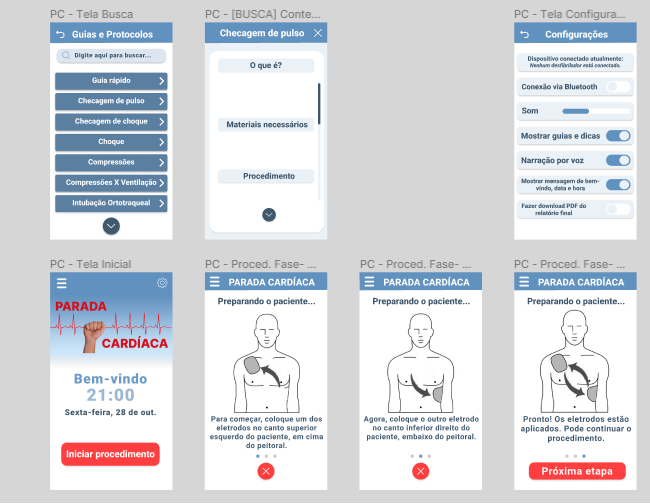 PC - Tela Busca
Guias e Protocolos
Digite aqui para buscar...
Guia rápido
Checagem de pulso
Checagem de choque
Choque
Compressões
Compressões X Ventilação
Intubação Ortotraqueal
PC - [BUSCA] Conte...
Checagem de pulso
O que é?
Materiais necessários
Procedimento
PC - Tela Configura...
Configurações
Dispositivo conectado atualmente:
Nenhum desfibrilador está conectado.
Conexão via Bluetooth
Som
Mostrar guias e dicas
Narração por voz
Mostrar mensagem de bem-
vindo, data e hora
Fazer download PDF do
relatório final
PC - Tela Inicial
PARADA
CARDÍACA
Bem-vindo
21:00
Sexta-feira, 28 de out.
Iniciar procedimento
PC - Proced. Fase- ...
PARADA CARDÍACA
Preparando o paciente...
Para começar, coloque um dos
eletrodos no canto superior
esquerdo do paciente, em cima
do peitoral.
PC - Proced. Fase- ...
PARADA CARDÍACA
Preparando o paciente...
Agora, coloque o outro eletrodo
no canto inferior direito do
paciente, embaixo do peitoral.
PC - Proced. Fase- ...
PARADA CARDÍACA
Preparando o paciente...
Pronto! Os eletrodos estão
aplicados. Pode continuar o
procedimento.
Próxima etapa